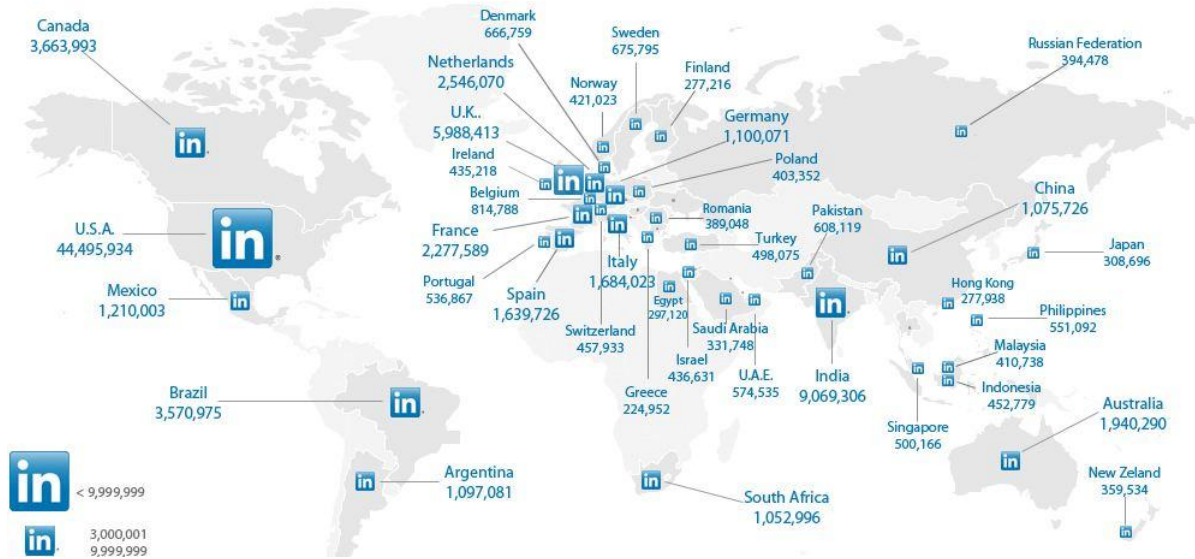 Canada
3,663,993
Denmark
666,759
Sweden
675,795
Russian Federation
394,478
Netherlands
2,546,070
Norway
421,023
Finland
277,216
U.K..
5,988,413
Germany
1,100,071
Ireland
435,218
Poland
403,352
Belgium
814,788
China
1,075,726
U.S.A.
44,495,934
France
2,277,589
Romania
389,048
Pakistan
608,119
Turkey
498,075
Japan
308,696
Portugal
536,867
Italy
1,684,023
Mexico
1,210,003
Spain
1,639,726
Egypt
297,120
Hong Kong
277,938
Philippines
551,092
Switzerland
457,933
Saudi Arabia
331,748
Israel
436,631
U.A.E.
574,535
India
9,069,306
Malaysia
410,738
Indonesia
452,779
Greece
224,952
Brazil
3,570,975
Singapore
500,166
Australia
1,940,290
Argentina
1,097,081
South Africa
1,052,996
New Zeland
359,534
in
< 9,999,999
in
3,000,001
9,999,999